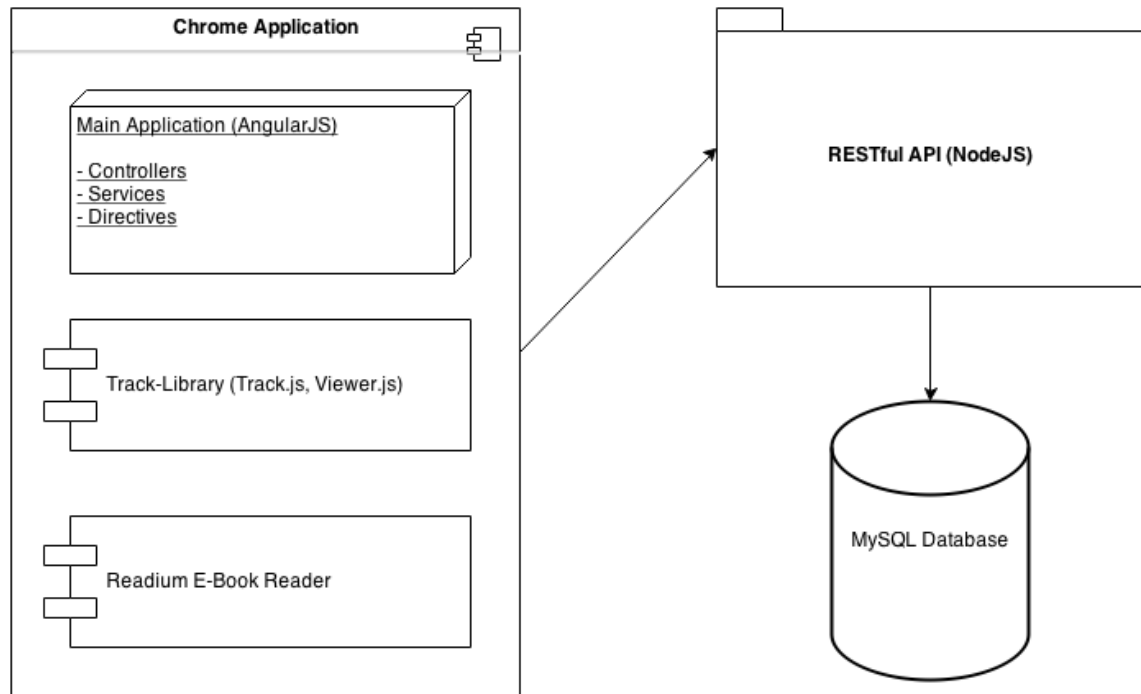 Chrome Application
Main Application (AngularJS)
- Controllers
- Services
- Directives
Track-Library (Track.js, Viewer.js)
Readium E-Book Reader
RESTful API (NodeJS)
MySQL Database